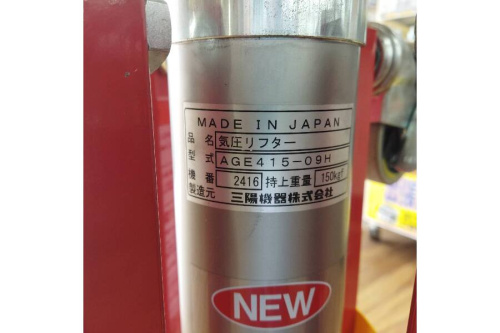 MADE IN JAPAN
品名 気圧リフター
型式 AGE415-09H
機番 2416 持上重量 150kgf
製造元 三陽機器株式会社
NEW